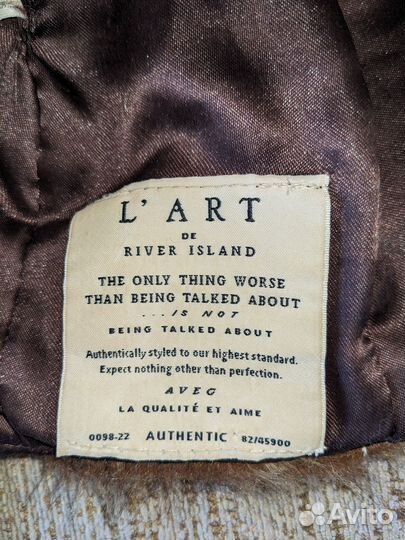 L'ART
DE
RIVER ISLAND
THE ONLY THING WORSE
THAN BEING TALKED ABOUT
...IS NOT
BEING TALKED ABOUT
Authentically styled to our highest standard.
Expect nothing other than perfection.
AVEC
LA QUALITÉ ET AIME
0098-22 AUTHENTIC 82/45900
Avito